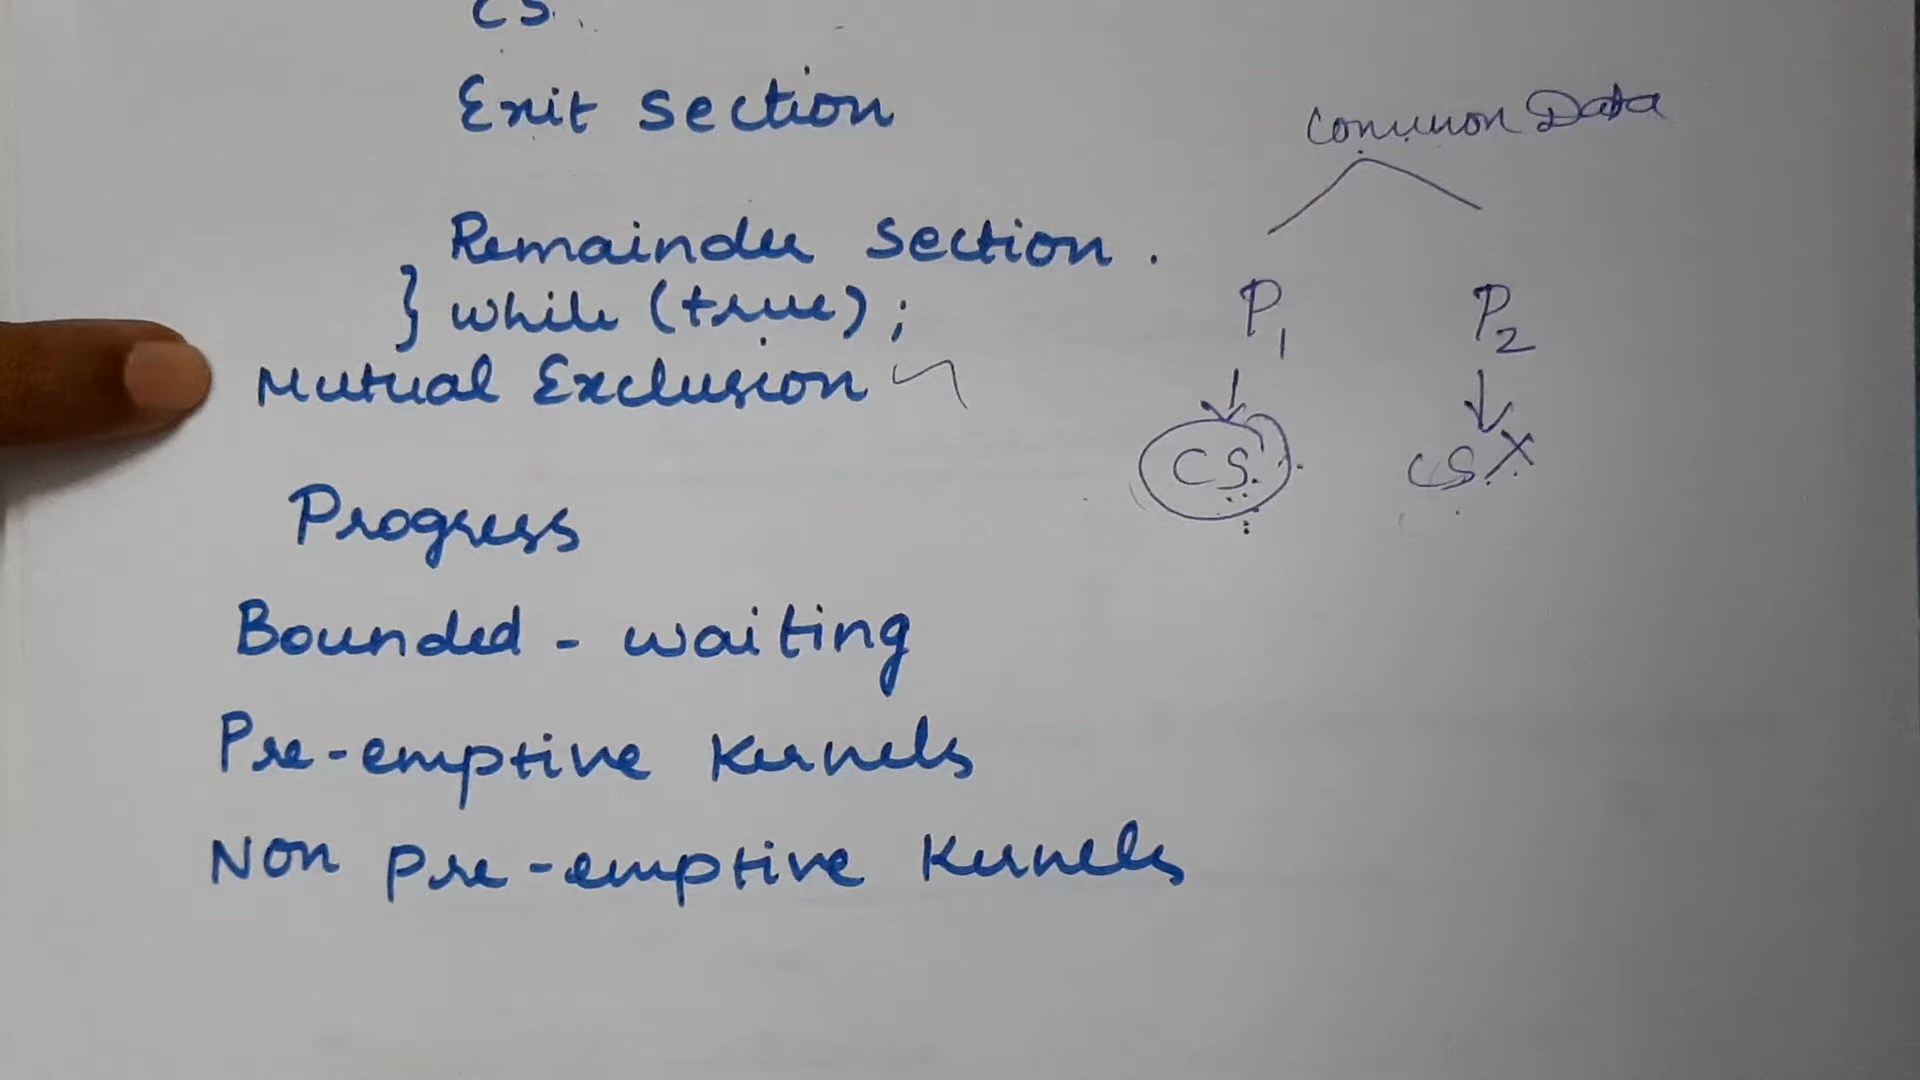 CS.
Exit section
Remainder section.
} while (true);
Mutual Exclusion
Progress
Bounded - waiting
Pre-emptive Kernels
Non pre-emptive Kernels
Common Data
P1 P2
CS CS X